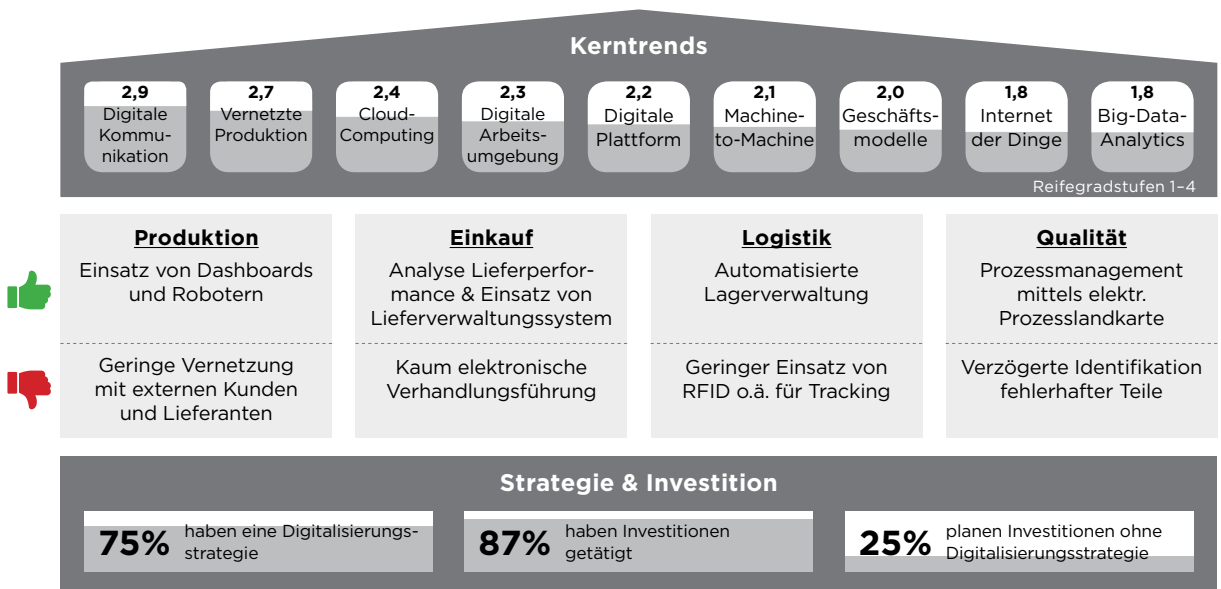 Kerntrends
2,9
Digitale
Kommu-
nikation
2,7
Vernetzte
Produktion
2,4
Cloud-
Computing
2,3
Digitale
Arbeits-
umgebung
2,2
Digitale
Plattform
2,1
Machine-
to-Machine
2,0
Geschäfts-
modelle
1,8
Internet
der Dinge
1,8
Big-Data-
Analytics
Reifegradstufen 1–4
Produktion
Einsatz von Dashboards
und Robotern
Geringe Vernetzung
mit externen Kunden
und Lieferanten
Einkauf
Analyse Lieferperfor-
mance & Einsatz von
Lieferverwaltungssystem
Kaum elektronische
Verhandlungsführung
Logistik
Automatisierte
Lagerverwaltung
Geringer Einsatz von
RFID o.ä. für Tracking
Qualität
Prozessmanagement
mittels elektr.
Prozesslandkarte
Verzögerte Identifikation
fehlerhafter Teile
Strategie & Investition
75%
haben eine Digitalisierungs-
strategie
87%
haben Investitionen
getätigt
25%
planen Investitionen ohne
Digitalisierungsstrategie